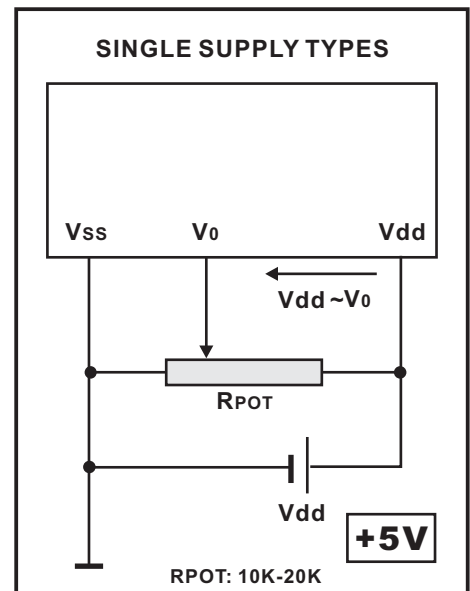 SINGLE SUPPLY TYPES
Vss V0 Vdd
Vdd ~V0
RPOT
Vdd
+5V
RPOT: 10K-20K